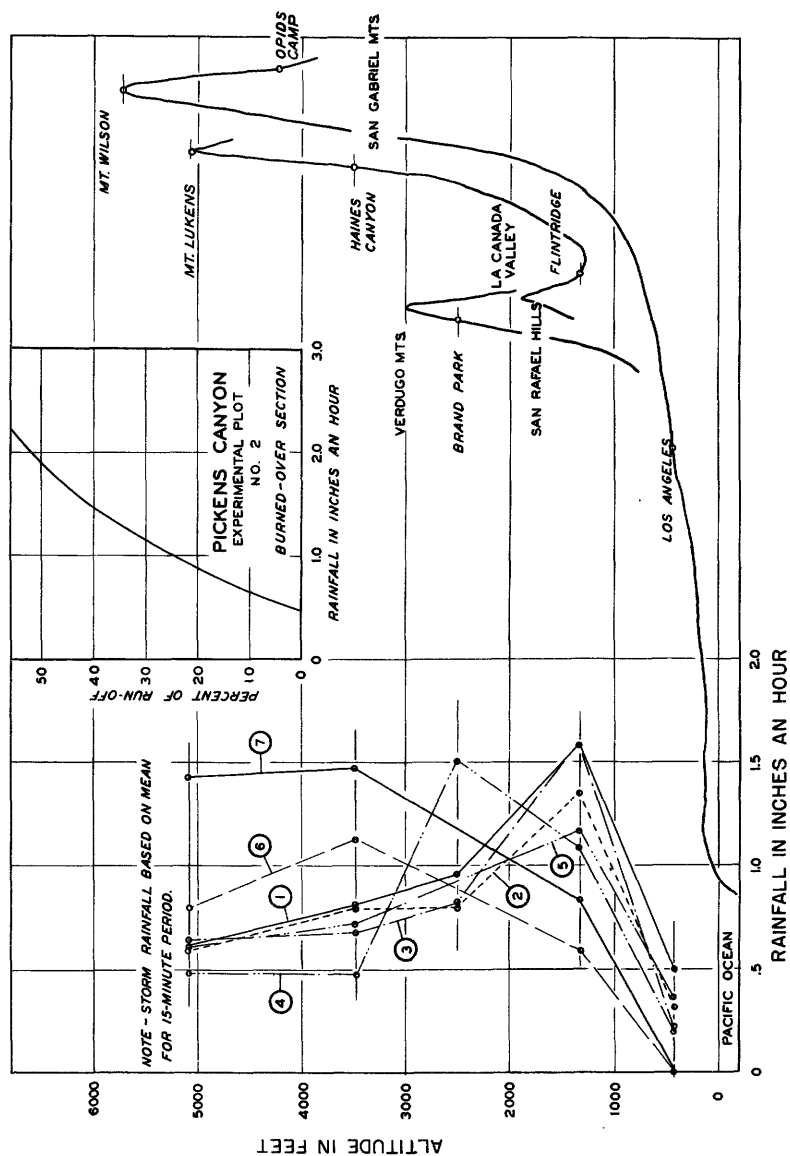 NOTE - STORM RAINFALL BASED ON MEAN
FOR 15-MINUTE PERIOD.
ALTITUDE IN FEET
6000
5000
4000
3000
2000
1000
0
0
.5
1.0
1.5
2.0
RAINFALL IN INCHES AN HOUR
1
2
3
4
5
6
7
PACIFIC OCEAN
PERCENT OF RUN-OFF
50
40
30
20
10
0
PICKENS CANYON
EXPERIMENTAL PLOT
NO. 2
BURNED-OVER SECTION
0
1.0
2.0
3.0
RAINFALL IN INCHES AN HOUR
MT. WILSON
OPIDS
CAMP
MT. LUKENS
SAN GABRIEL MTS.
HAINES
CANYON
VERDUGO MTS.
BRAND PARK
LA CANADA
VALLEY
FLINTRIDGE
SAN RAFAEL HILLS
LOS ANGELES